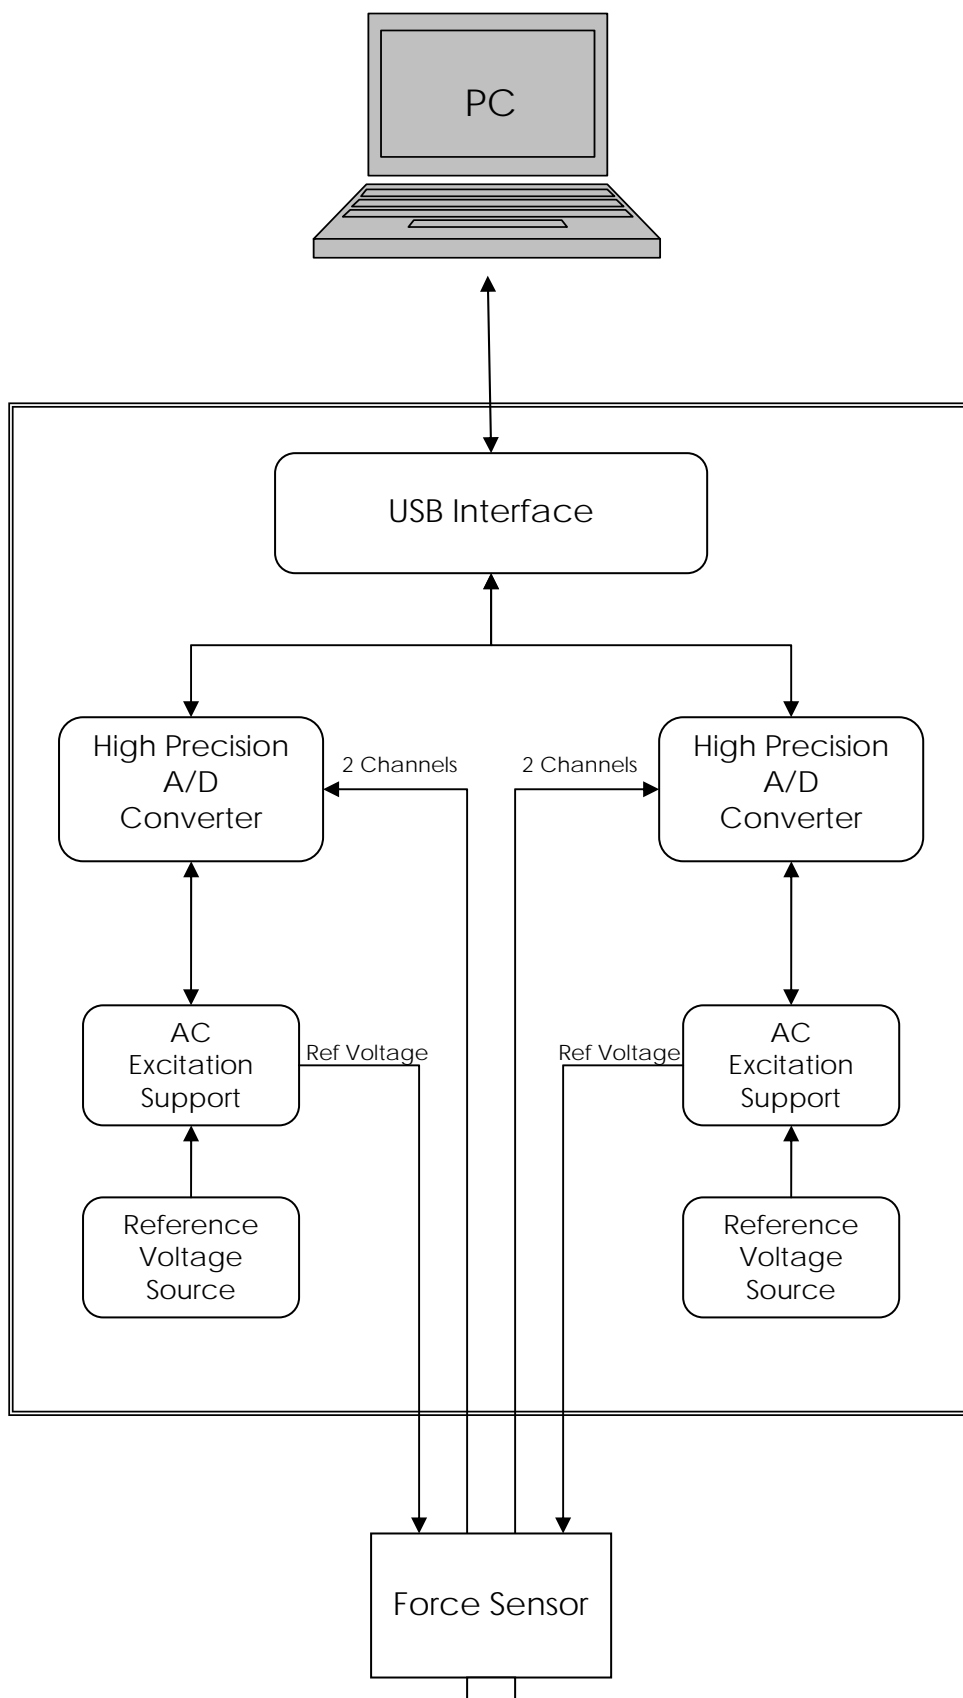 PC
USB Interface
High Precision
A/D
Converter
2 Channels
2 Channels
High Precision
A/D
Converter
AC
Excitation
Support
Ref Voltage
Ref Voltage
AC
Excitation
Support
Reference
Voltage
Source
Reference
Voltage
Source
Force Sensor